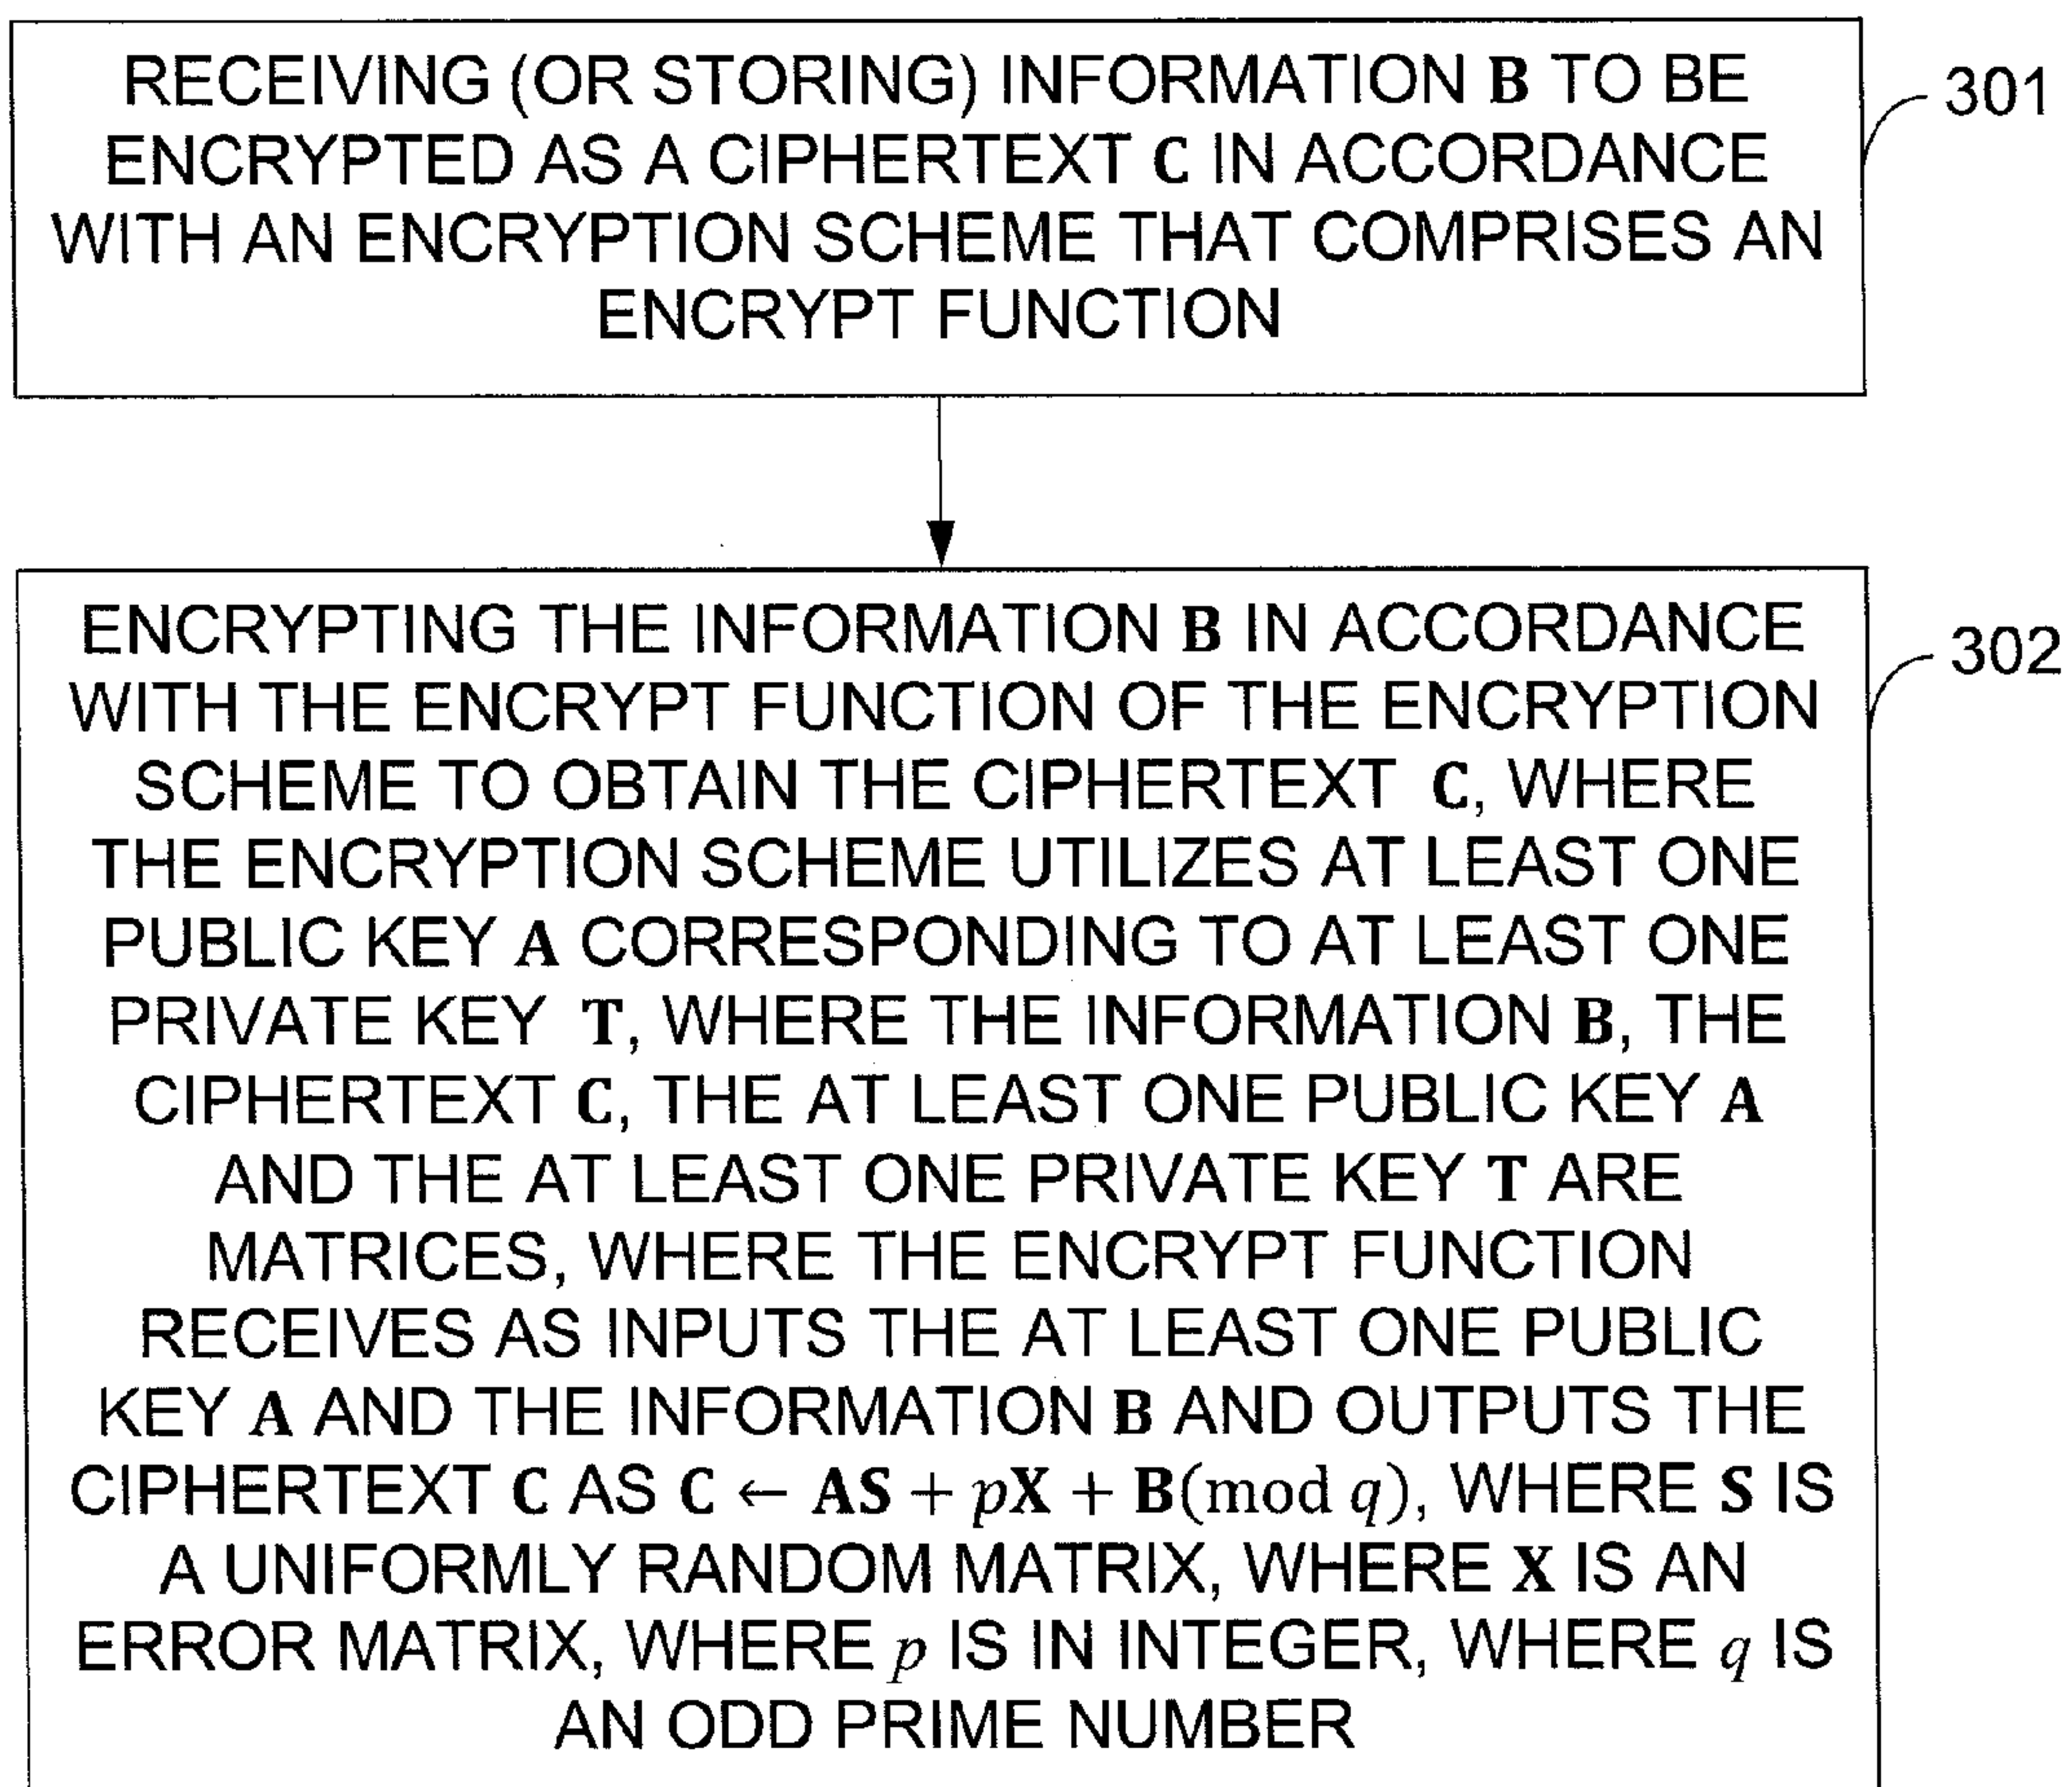 RECEIVING (OR STORING) INFORMATION B TO BE
ENCRYPTED AS A CIPHERTEXT C IN ACCORDANCE
WITH AN ENCRYPTION SCHEME THAT COMPRISES AN
ENCRYPT FUNCTION
301
ENCRYPTING THE INFORMATION B IN ACCORDANCE
WITH THE ENCRYPT FUNCTION OF THE ENCRYPTION
SCHEME TO OBTAIN THE CIPHERTEXT C, WHERE
THE ENCRYPTION SCHEME UTILIZES AT LEAST ONE
PUBLIC KEY A CORRESPONDING TO AT LEAST ONE
PRIVATE KEY T, WHERE THE INFORMATION B, THE
CIPHERTEXT C, THE AT LEAST ONE PUBLIC KEY A
AND THE AT LEAST ONE PRIVATE KEY T ARE
MATRICES, WHERE THE ENCRYPT FUNCTION
RECEIVES AS INPUTS THE AT LEAST ONE PUBLIC
KEY A AND THE INFORMATION B AND OUTPUTS THE
CIPHERTEXT C AS C ← AS + pX + B(mod q), WHERE S IS
A UNIFORMLY RANDOM MATRIX, WHERE X IS AN
ERROR MATRIX, WHERE p IS IN INTEGER, WHERE q IS
AN ODD PRIME NUMBER
302